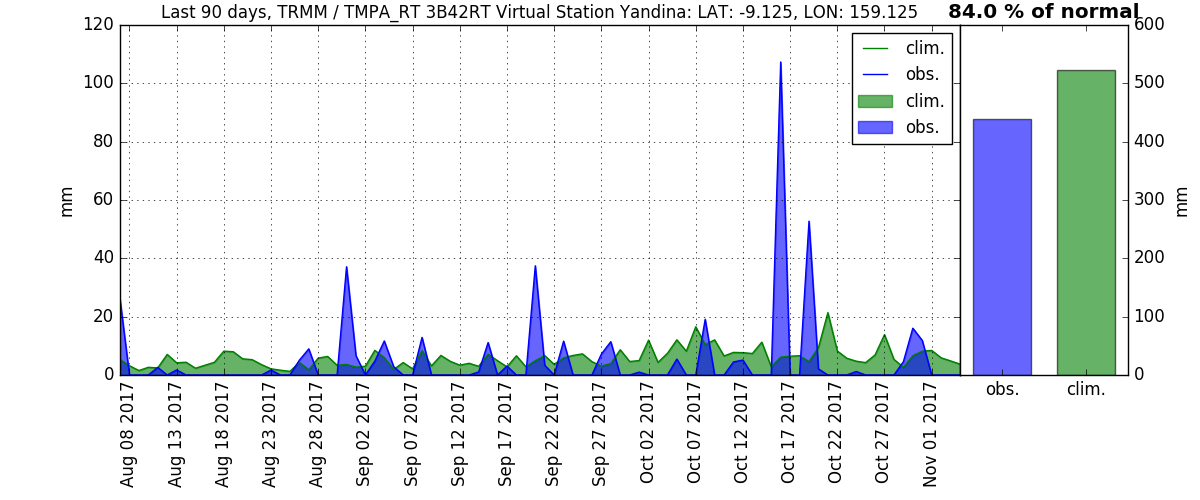 Last 90 days, TRMM / TMPA_RT 3B42RT Virtual Station Yandina: LAT: -9.125, LON: 159.125
84.0 % of normal
120
100
80
60
40
20
0
mm
clim.
obs.
clim.
obs.
600
500
400
300
200
100
0
mm
Aug 08 2017
Aug 13 2017
Aug 18 2017
Aug 23 2017
Aug 28 2017
Sep 02 2017
Sep 07 2017
Sep 12 2017
Sep 17 2017
Sep 22 2017
Sep 27 2017
Oct 02 2017
Oct 07 2017
Oct 12 2017
Oct 17 2017
Oct 22 2017
Oct 27 2017
Nov 01 2017
obs.
clim.